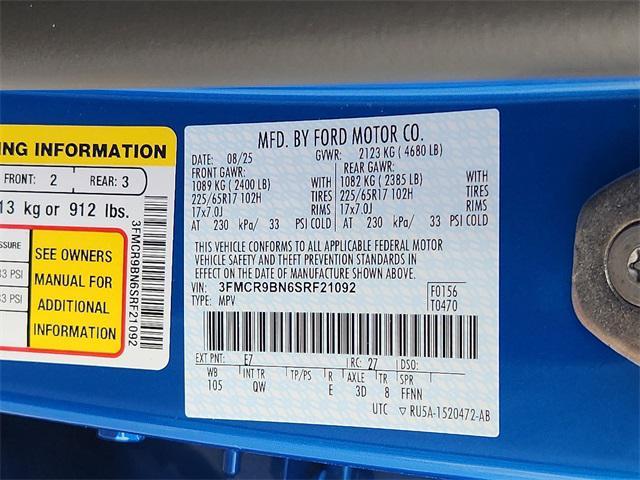 NG INFORMATION
FRONT: 2 REAR: 3
13 kg or 912 lbs.
SSURE
33 PSI
33 PSI
SEE OWNERS
MANUAL FOR
ADDITIONAL
INFORMATION
3FMCR9BN6SRF21092
MFD. BY FORD MOTOR CO.
DATE: 08/25 GVWR: 2123 KG ( 4680 LB)
FRONT GAWR: REAR GAWR:
1089 KG ( 2400 LB) WITH 1082 KG ( 2385 LB) WITH
225/65R17 102H TIRES 225/65R17 102H TIRES
17x7.0J RIMS 17x7.0J RIMS
AT 230 kPa/ 33 PSI COLD AT 230 kPa/ 33 PSI COLD
THIS VEHICLE CONFORMS TO ALL APPLICABLE FEDERAL MOTOR
VEHICLE SAFETY AND THEFT PREVENTION STANDARDS IN
EFFECT ON THE DATE OF MANUFACTURE SHOWN ABOVE.
VIN: 3FMCR9BN6SRF21092 F0156
TYPE: MPV T0470
EXT PNT: E7 RC: 27 DSO:
WB INT TR TP/PS R AXLE TR SPR
105 QW E 3D 8 FFNN
UTC ▽ RU5A-1520472-AB